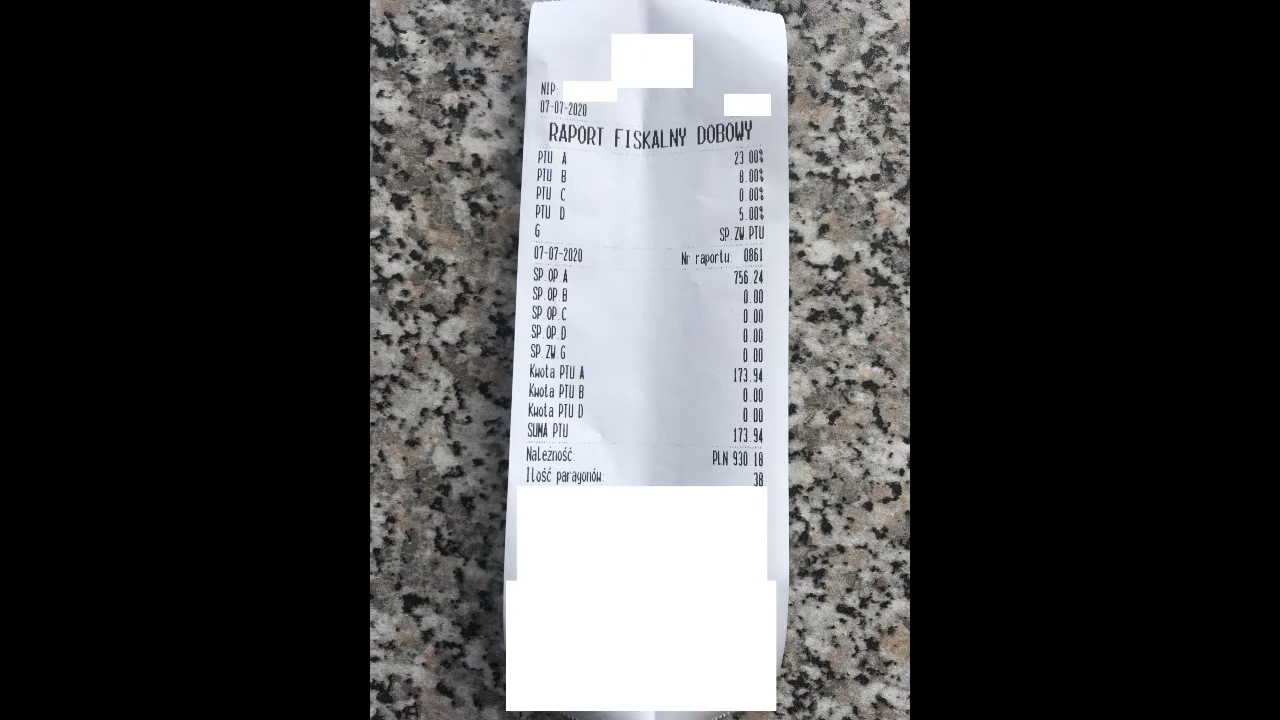 NIP:
07-07-2020
RAPORT FISKALNY DOBOWY
PTU A 23.00%
PTU B 8.00%
PTU C 0.00%
PTU D 5.00%
G SP.ZW.PTU
07-07-2020 Nr raportu: 0861
SP.OP.A 756.24
SP.OP.B 0.00
SP.OP.C 0.00
SP.OP.D 0.00
SP.ZW.G 0.00
Kwota PTU A 173.94
Kwota PTU B 0.00
Kwota PTU D 0.00
SUMA PTU 173.94
Należność: PLN 930.18
Ilość paragonów: 38